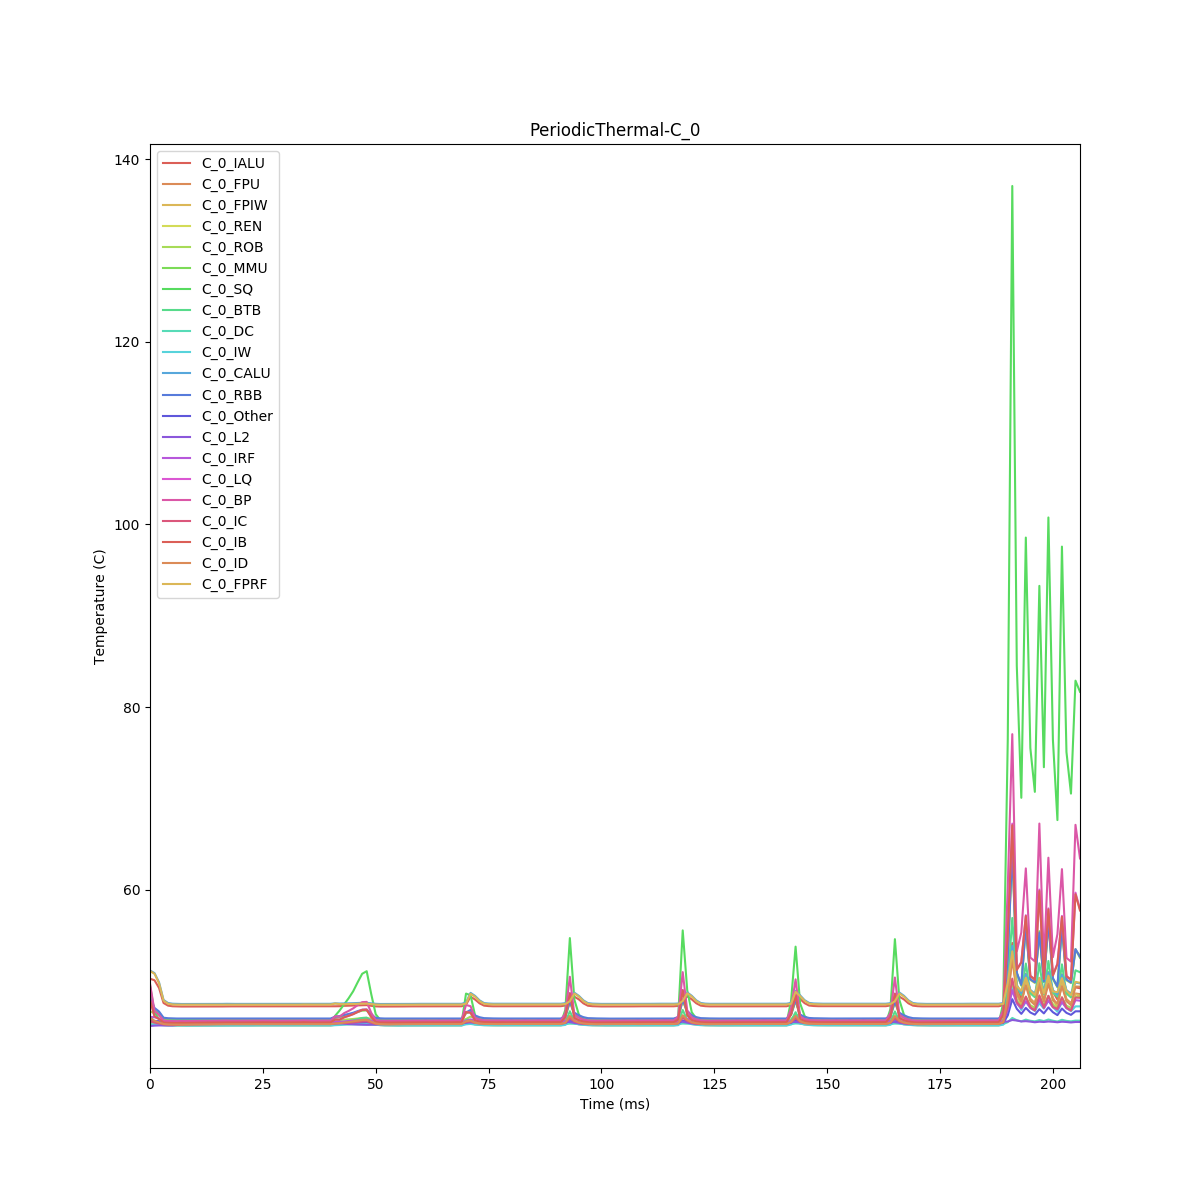 PeriodicThermal-C_0
140
120
100
80
60
Temperature (C)
C_0_IALU
C_0_FPU
C_0_FPIW
C_0_REN
C_0_ROB
C_0_MMU
C_0_SQ
C_0_BTB
C_0_DC
C_0_IW
C_0_CALU
C_0_RBB
C_0_Other
C_0_L2
C_0_IRF
C_0_LQ
C_0_BP
C_0_IC
C_0_IB
C_0_ID
C_0_FPRF
0 25 50 75 100 125 150 175 200
Time (ms)